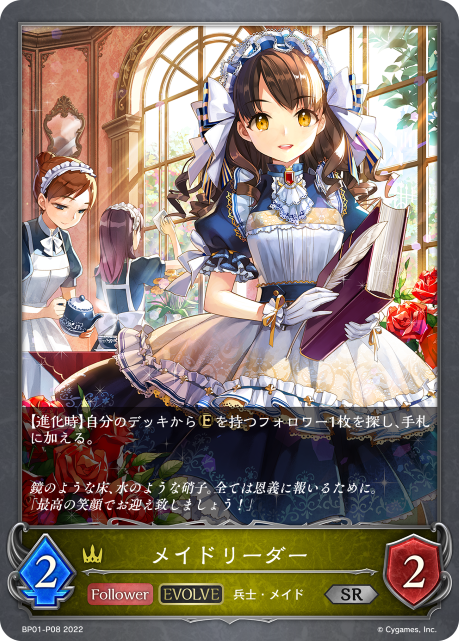 【進化時】自分のデッキからⒺを持つフォロワー1枚を探し、手札
に加える。
鏡のような床、水のような硝子。全ては恩義に報いるために。
「最高の笑顔でお迎え致しましょう！」
メイドリーダー
2
2
Follower EVOLVE 兵士・メイド SR
BP01-P08 2022 © Cygames, Inc.